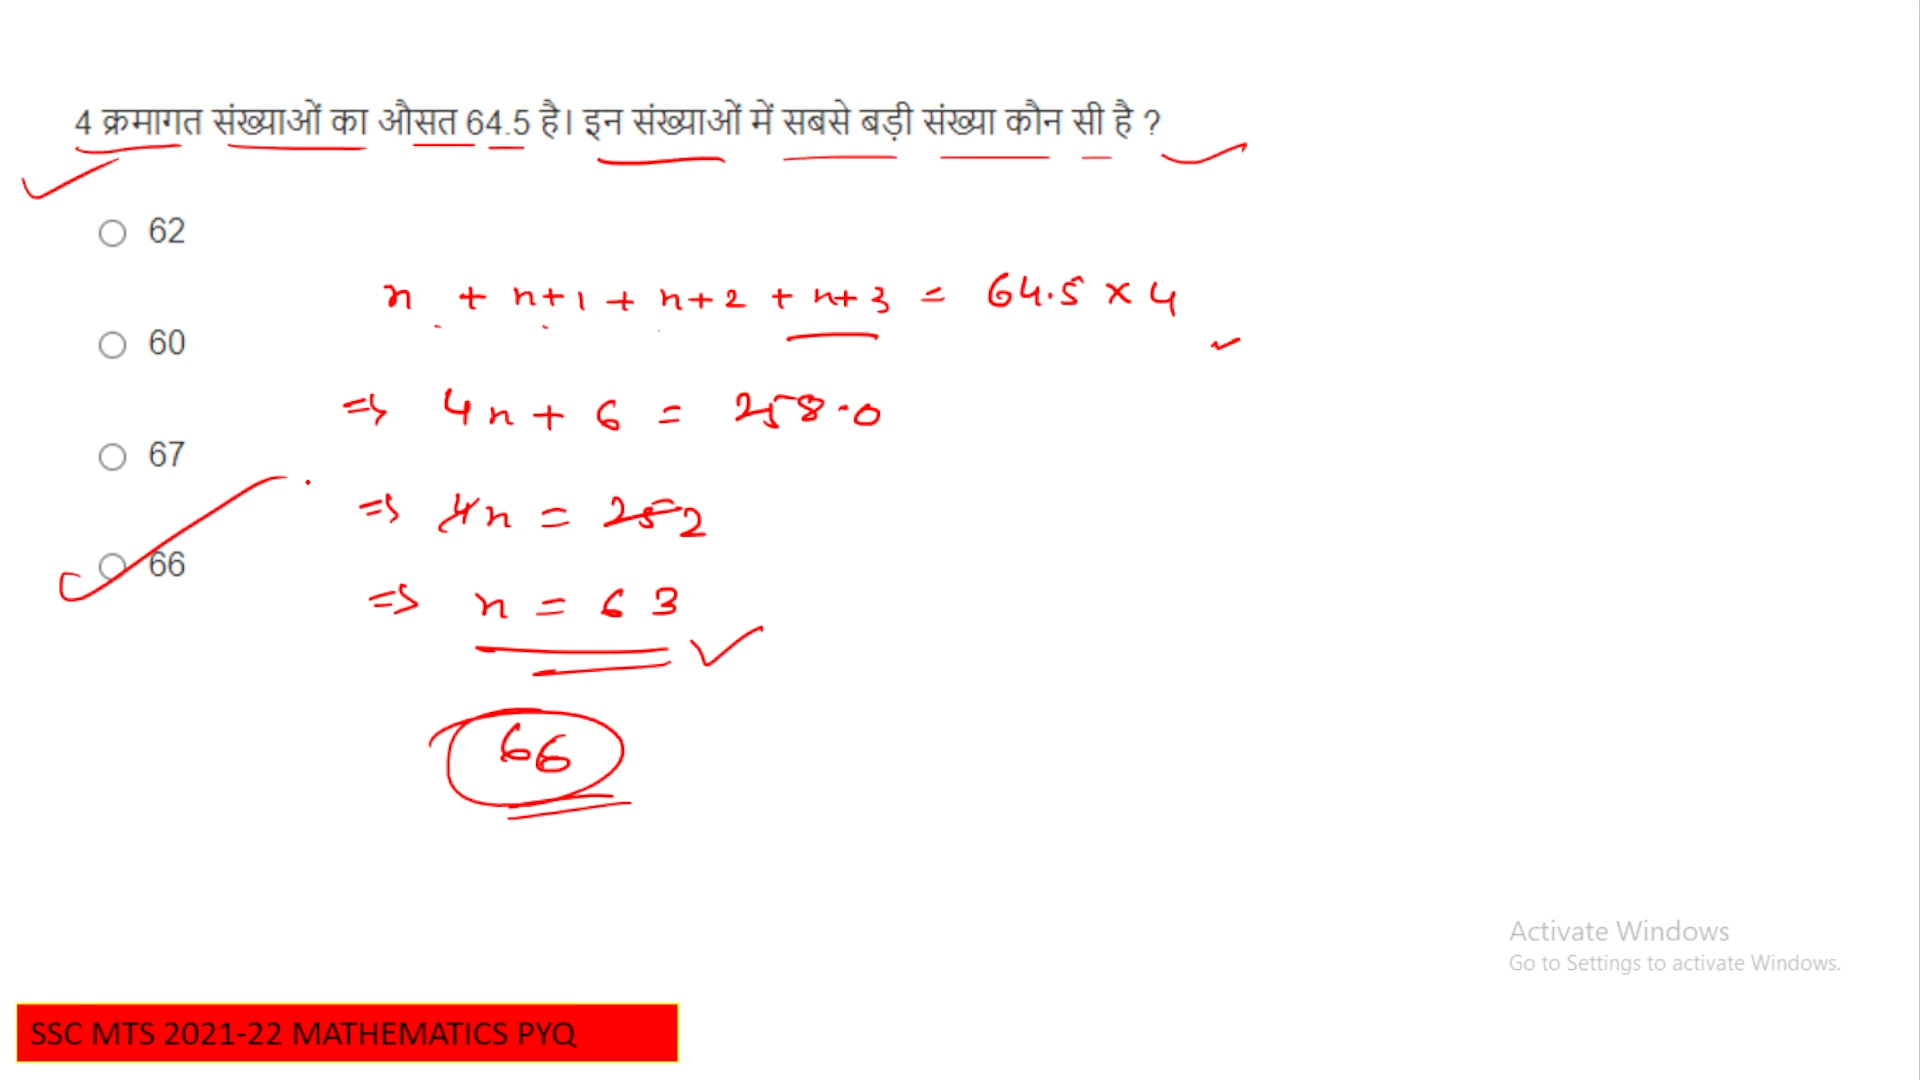 4 क्रमागत संख्याओं का औसत 64.5 है। इन संख्याओं में सबसे बड़ी संख्या कौन सी है ?
62
n + n+1 + n+2 + n+3 = 64.5 × 4
60
⇒ 4n + 6 = 258.0
67
⇒ 4n = 252
66
⇒ n = 63
66
Activate Windows
Go to Settings to activate Windows.
SSC MTS 2021-22 MATHEMATICS PYQ